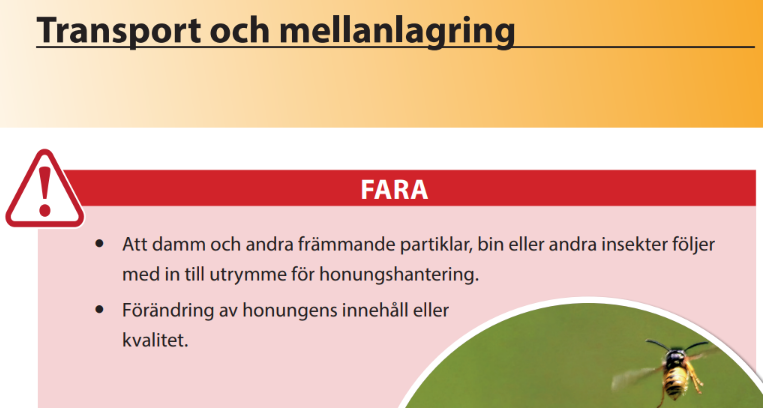 Transport och mellanlagring
FARA
• Att damm och andra främmande partiklar, bin eller andra insekter följer
med in till utrymme för honungshantering.
• Förändring av honungens innehåll eller
kvalitet.